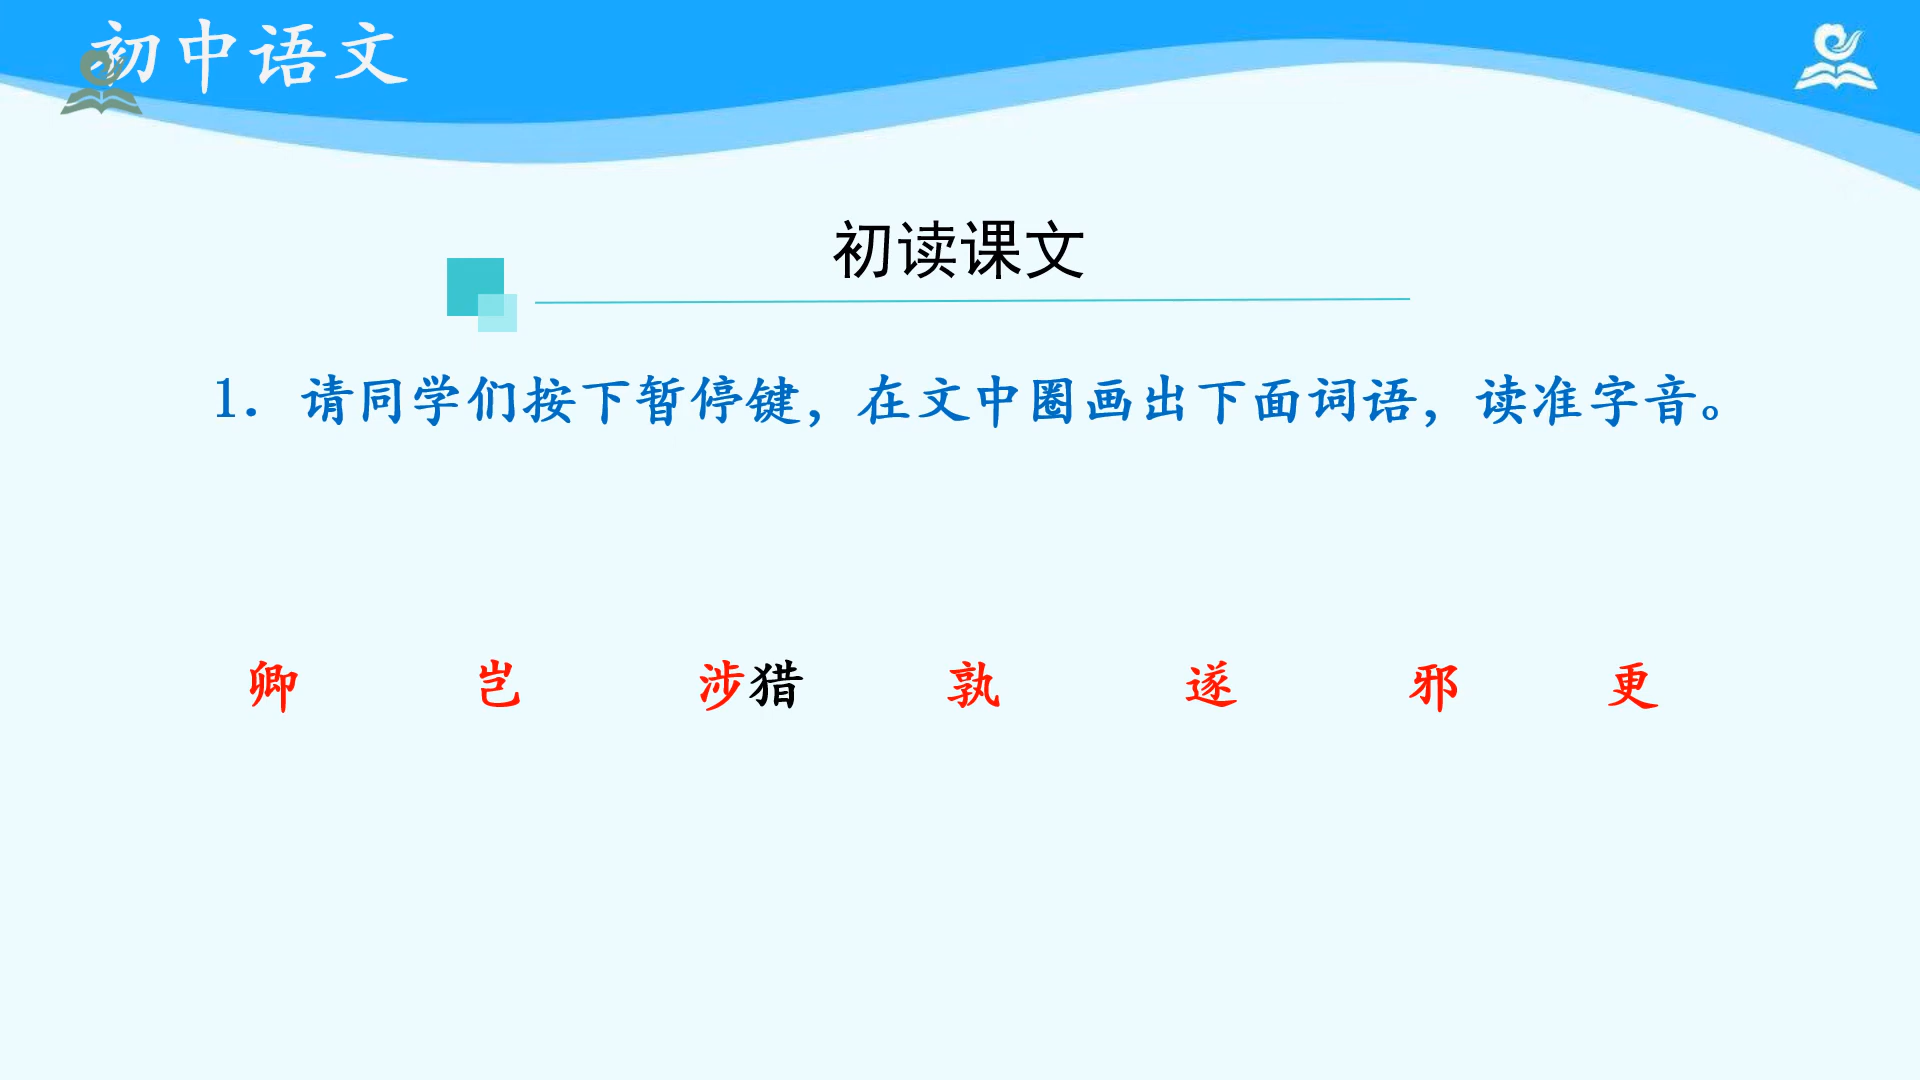 初中语文
初读课文
1. 请同学们按下暂停键，在文中圈画出下面词语，读准字音。
卿 岂 涉猎 孰 遂 邪 更